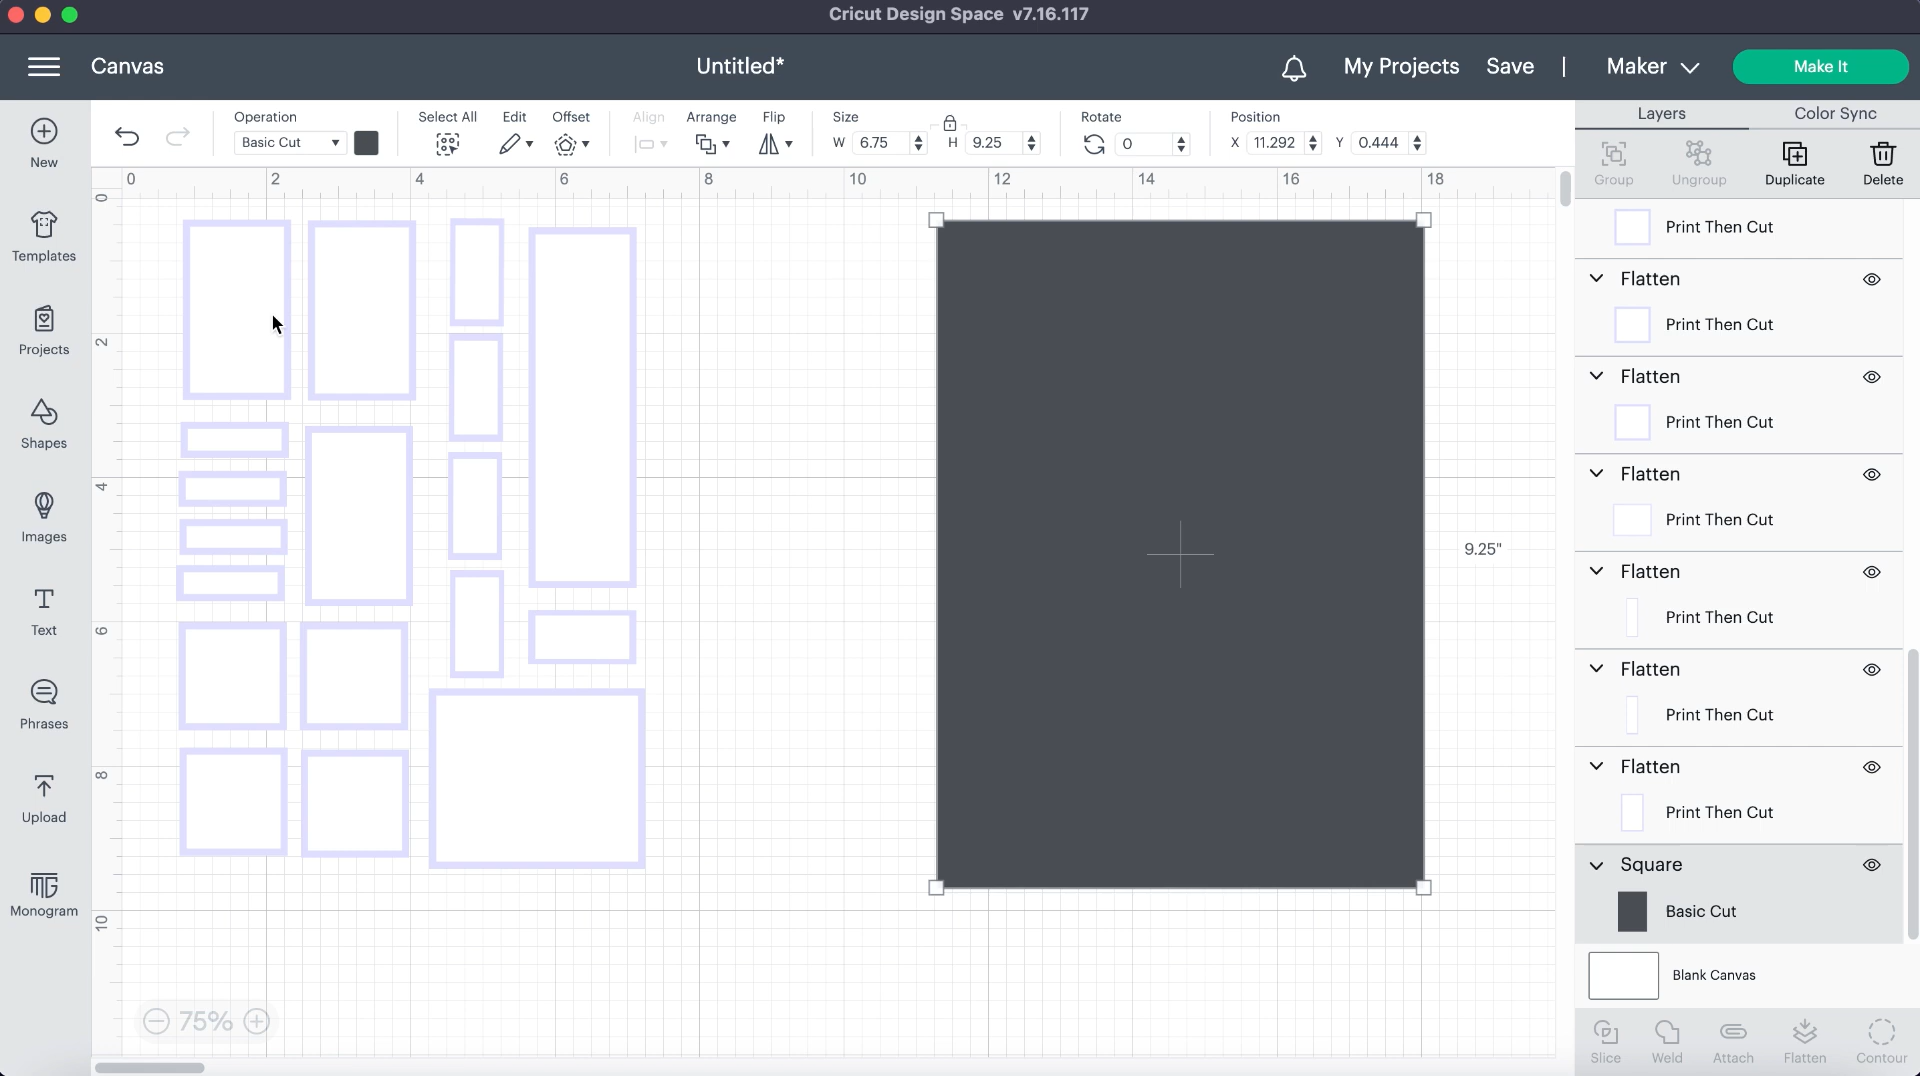 Cricut Design Space v7.16.117
Canvas
Untitled*
My Projects
Save
|
Maker
Make It
New
Templates
Projects
Shapes
Images
Text
Phrases
Upload
Monogram
Operation
Basic Cut
Select All
Edit
Offset
Align
Arrange
Flip
Size
W 6.75
H 9.25
Rotate
0
Position
X 11.292
Y 0.444
0 2 4 6 8 10 12 14 16 18
0
2
4
6
8
10
9.25"
75%
Layers
Color Sync
Group
Ungroup
Duplicate
Delete
Print Then Cut
Flatten
Print Then Cut
Flatten
Print Then Cut
Flatten
Print Then Cut
Flatten
Print Then Cut
Flatten
Print Then Cut
Flatten
Print Then Cut
Square
Basic Cut
Blank Canvas
Slice
Weld
Attach
Flatten
Contour